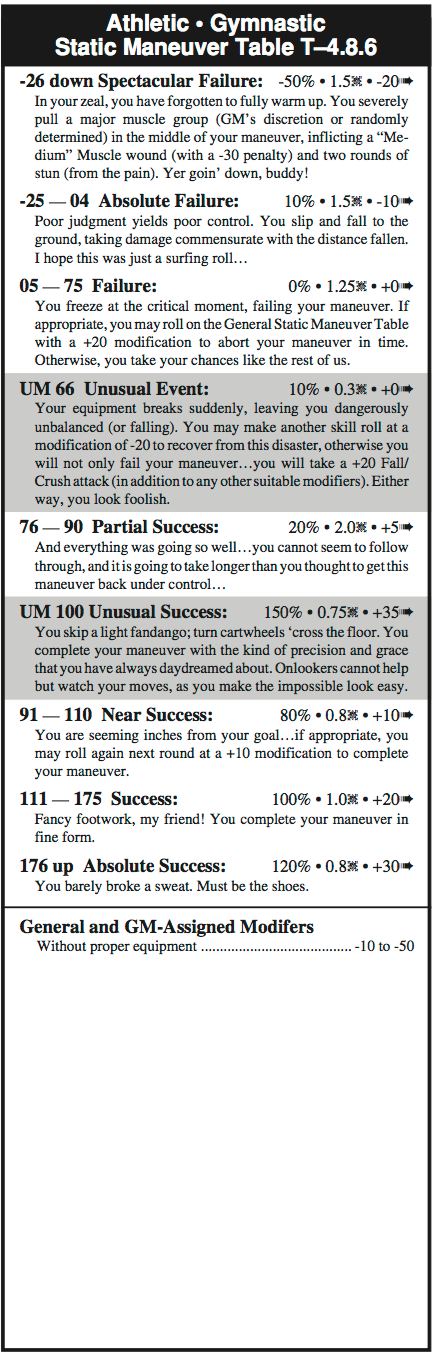 Athletic • Gymnastic
Static Maneuver Table T–4.8.6
-26 down Spectacular Failure: -50% • 1.5⌘ • -20➠
In your zeal, you have forgotten to fully warm up. You severely
pull a major muscle group (GM's discretion or randomly
determined) in the middle of your maneuver, inflicting a “Me-
dium” Muscle wound (with a -30 penalty) and two rounds of
stun (from the pain). Yer goin' down, buddy!
-25 — 04 Absolute Failure: 10% • 1.5⌘ • -10➠
Poor judgment yields poor control. You slip and fall to the
ground, taking damage commensurate with the distance fallen.
I hope this was just a surfing roll…
05 — 75 Failure: 0% • 1.25⌘ • +0➠
You freeze at the critical moment, failing your maneuver. If
appropriate, you may roll on the General Static Maneuver Table
with a +20 modification to abort your maneuver in time.
Otherwise, you take your chances like the rest of us.
UM 66 Unusual Event: 10% • 0.3⌘ • +0➠
Your equipment breaks suddenly, leaving you dangerously
unbalanced (or falling). You may make another skill roll at a
modification of -20 to recover from this disaster, otherwise you
will not only fail your maneuver…you will take a +20 Fall/
Crush attack (in addition to any other suitable modifiers). Either
way, you look foolish.
76 — 90 Partial Success: 20% • 2.0⌘ • +5➠
And everything was going so well…you cannot seem to follow
through, and it is going to take longer than you thought to get this
maneuver back under control…
UM 100 Unusual Success: 150% • 0.75⌘ • +35➠
You skip a light fandango; turn cartwheels ‘cross the floor. You
complete your maneuver with the kind of precision and grace
that you have always daydreamed about. Onlookers cannot help
but watch your moves, as you make the impossible look easy.
91 — 110 Near Success: 80% • 0.8⌘ • +10➠
You are seeming inches from your goal…if appropriate, you
may roll again next round at a +10 modification to complete
your maneuver.
111 — 175 Success: 100% • 1.0⌘ • +20➠
Fancy footwork, my friend! You complete your maneuver in
fine form.
176 up Absolute Success: 120% • 0.8⌘ • +30➠
You barely broke a sweat. Must be the shoes.
General and GM-Assigned Modifers
Without proper equipment ........................................ -10 to -50